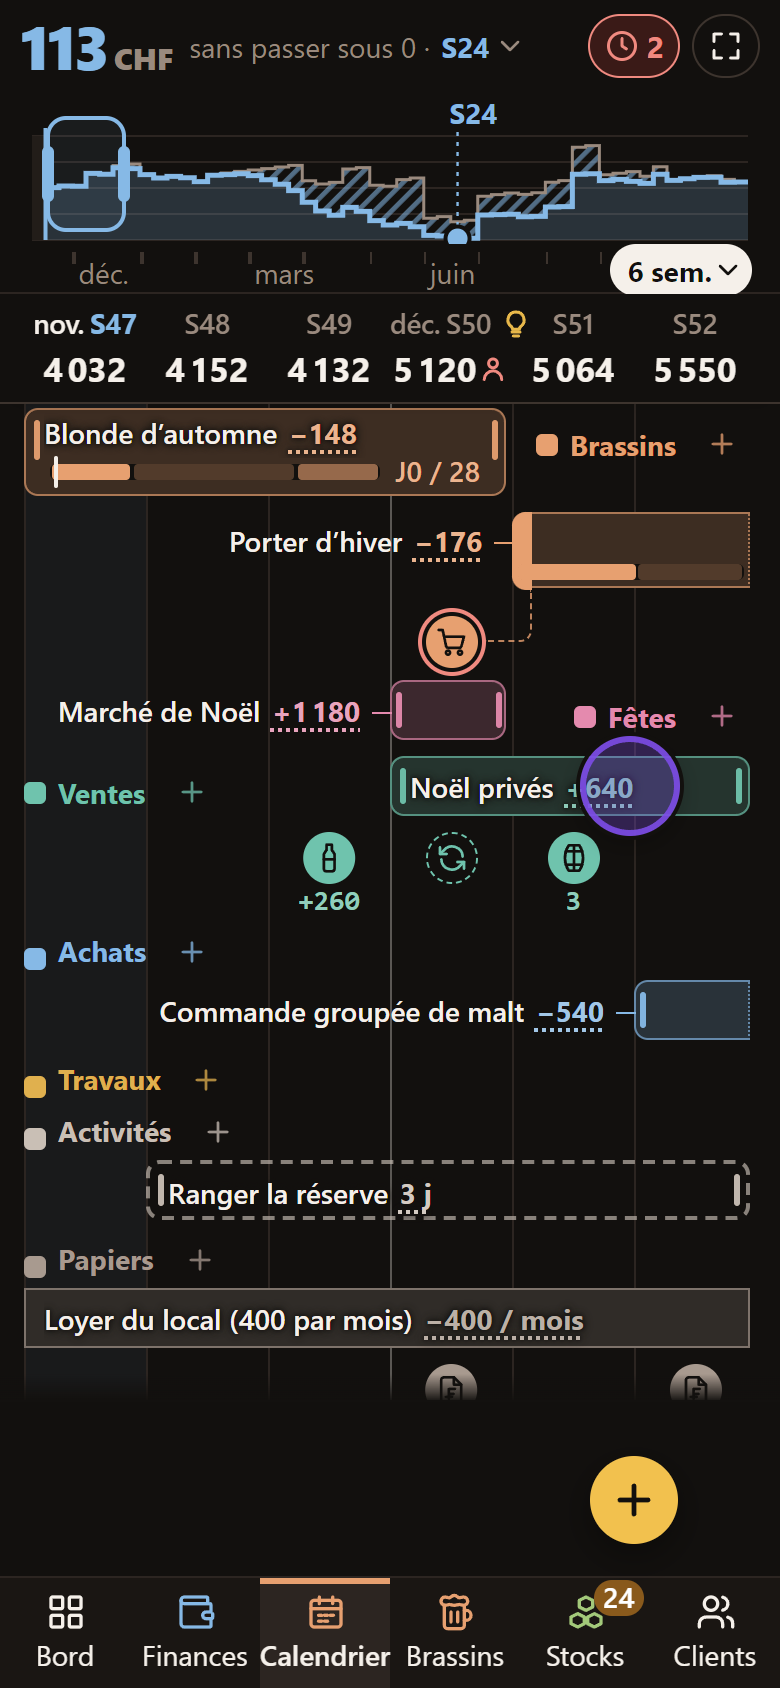 113 CHF sans passer sous 0 · S24
2
S24
déc. mars juin
6 sem.
nov. S47 S48 S49 déc. S50 S51 S52
4 032 4 152 4 132 5 120 5 064 5 550
Blonde d’automne −148
J0 / 28
Brassins +
Porter d’hiver −176
Marché de Noël +1 180
Fêtes +
Ventes +
Noël privés +640
+260 3
Achats +
Commande groupée de malt −540
Travaux +
Activités +
Ranger la réserve 3 j
Papiers +
Loyer du local (400 par mois) −400 / mois
+
24
Bord Finances Calendrier Brassins Stocks Clients